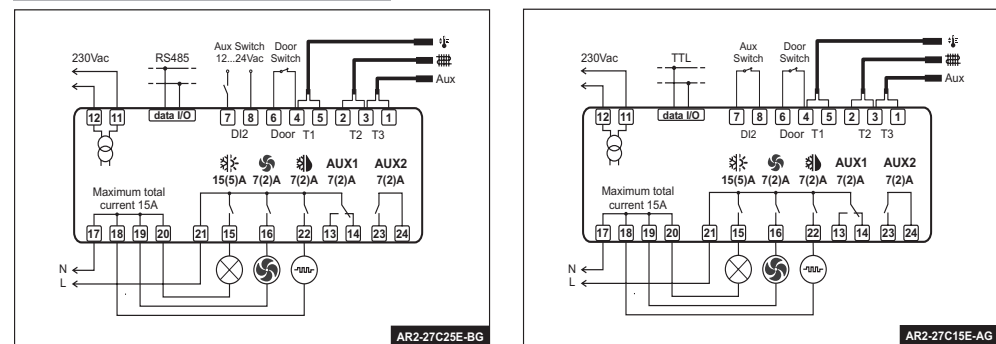 230Vac
RS485
Aux Switch
12...24Vac
Door
Switch
Aux
12 11 data I/O 7 8 6 4 5 2 3 1
DI2 Door T1 T2 T3
AUX1 AUX2
15(5)A 7(2)A 7(2)A 7(2)A 7(2)A
Maximum total
current 15A
17 18 19 20 21 15 16 22 13 14 23 24
N
L
AR2-27C25E-BG
230Vac
TTL
Aux
Switch
Door
Switch
Aux
12 11 data I/O 7 8 6 4 5 2 3 1
DI2 Door T1 T2 T3
AUX1 AUX2
15(5)A 7(2)A 7(2)A 7(2)A 7(2)A
Maximum total
current 15A
17 18 19 20 21 15 16 22 13 14 23 24
N
L
AR2-27C15E-AG